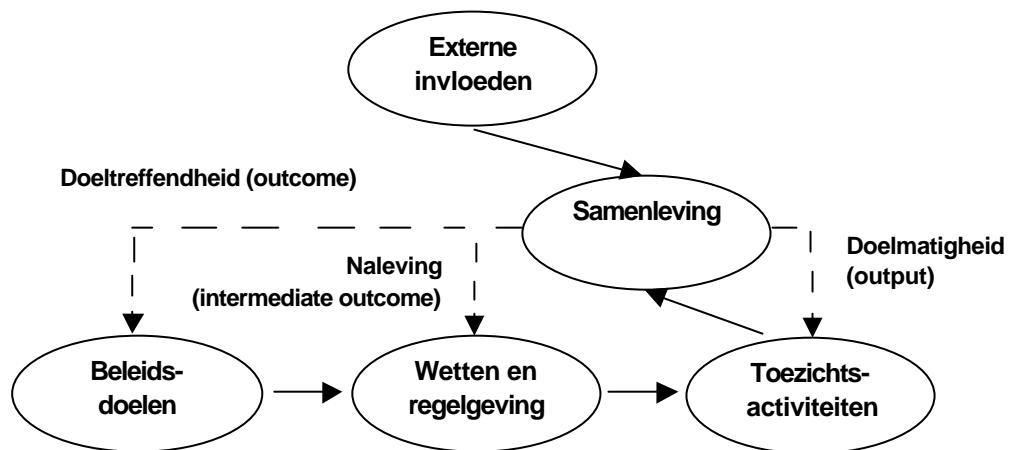 Externe
invloeden
Doeltreffendheid (outcome)
Samenleving
Doelmatigheid
(output)
Naleving
(intermediate outcome)
Beleids-
doelen
Wetten en
regelgeving
Toezichts-
activiteiten